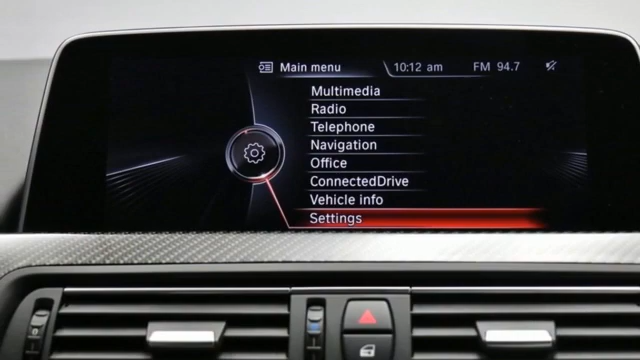 Main menu 10:12 am FM 94.7
Multimedia
Radio
Telephone
Navigation
Office
ConnectedDrive
Vehicle info
Settings